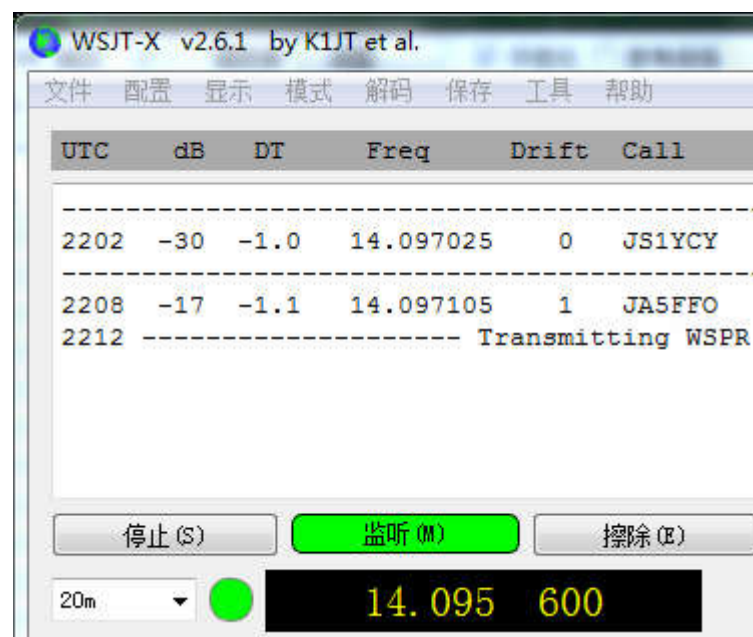 WSJT-X v2.6.1 by K1JT et al.
文件 配置 显示 模式 解码 保存 工具 帮助
UTC dB DT Freq Drift Call
--------------------------------------------
2202 -30 -1.0 14.097025 0 JS1YCY
--------------------------------------------
2208 -17 -1.1 14.097105 1 JA5FFO
2212 -------------------- Transmitting WSPR
停止(S) 监听(M) 擦除(E)
20m 14.095 600